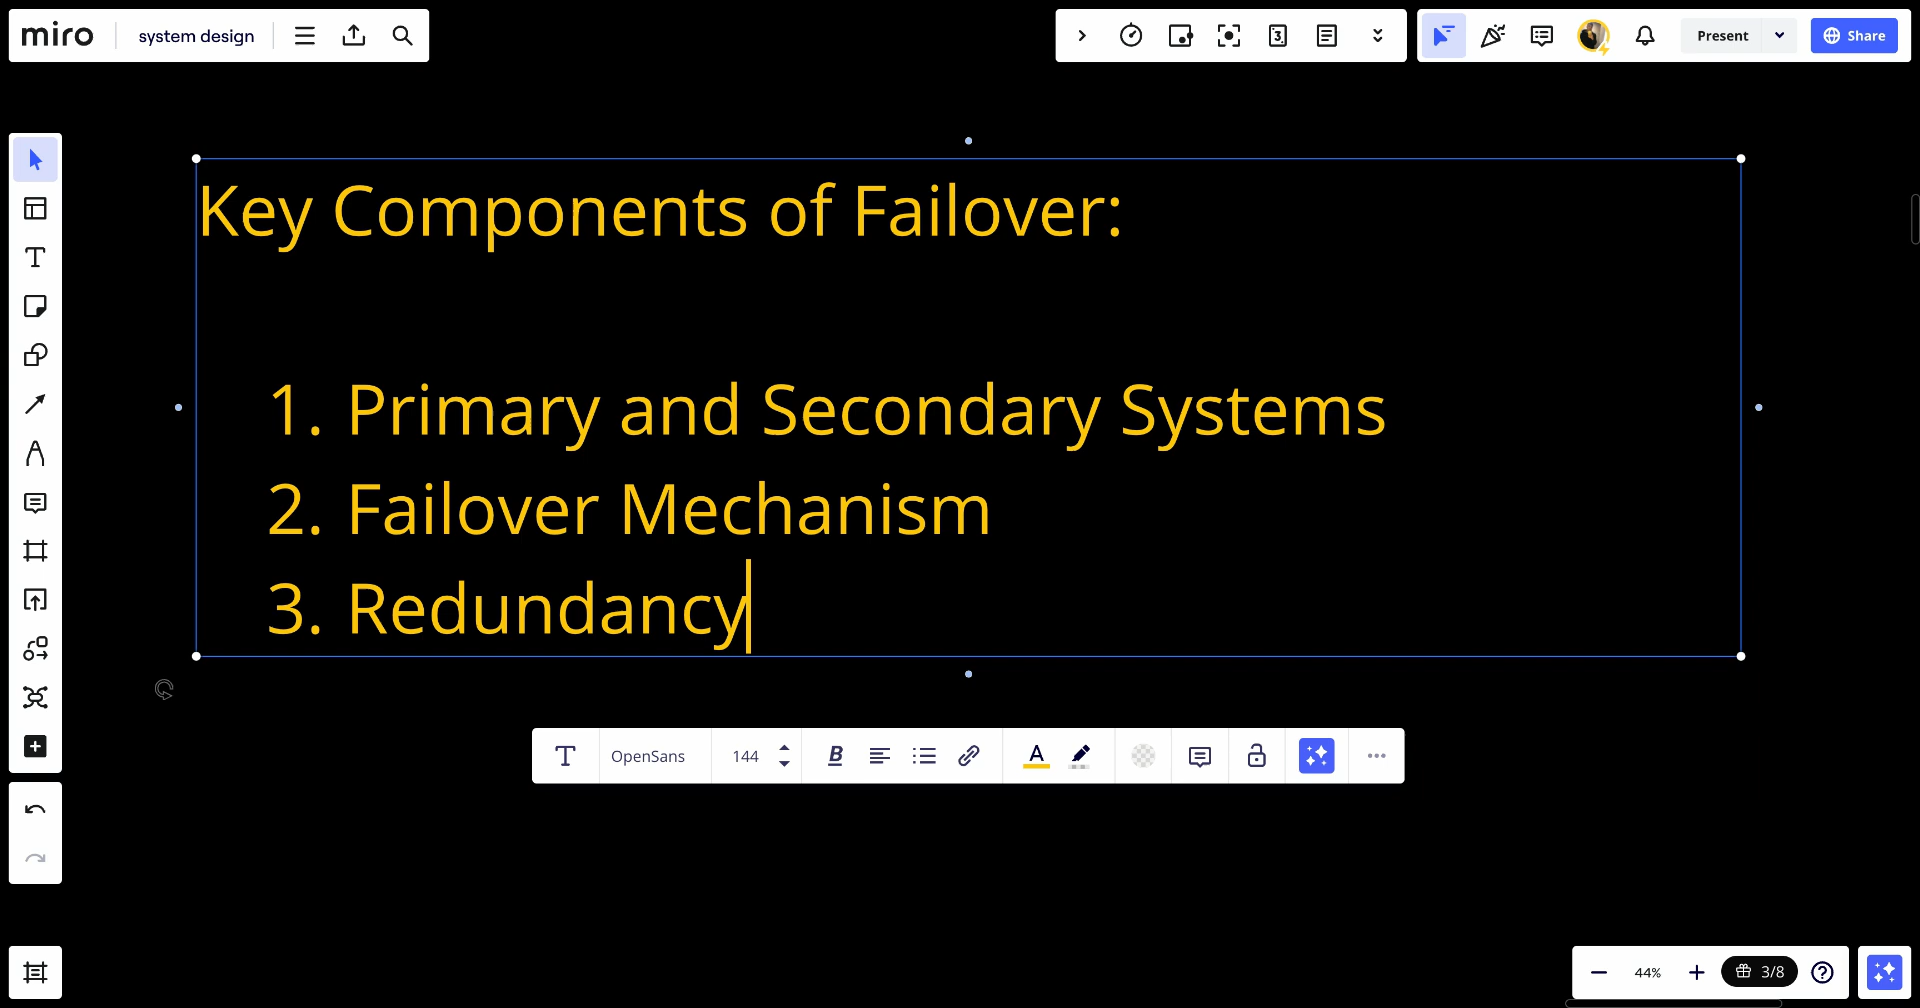 miro
system design
Present
Share
Key Components of Failover:
1. Primary and Secondary Systems
2. Failover Mechanism
3. Redundancy
OpenSans
144
B
A
44%
3/8